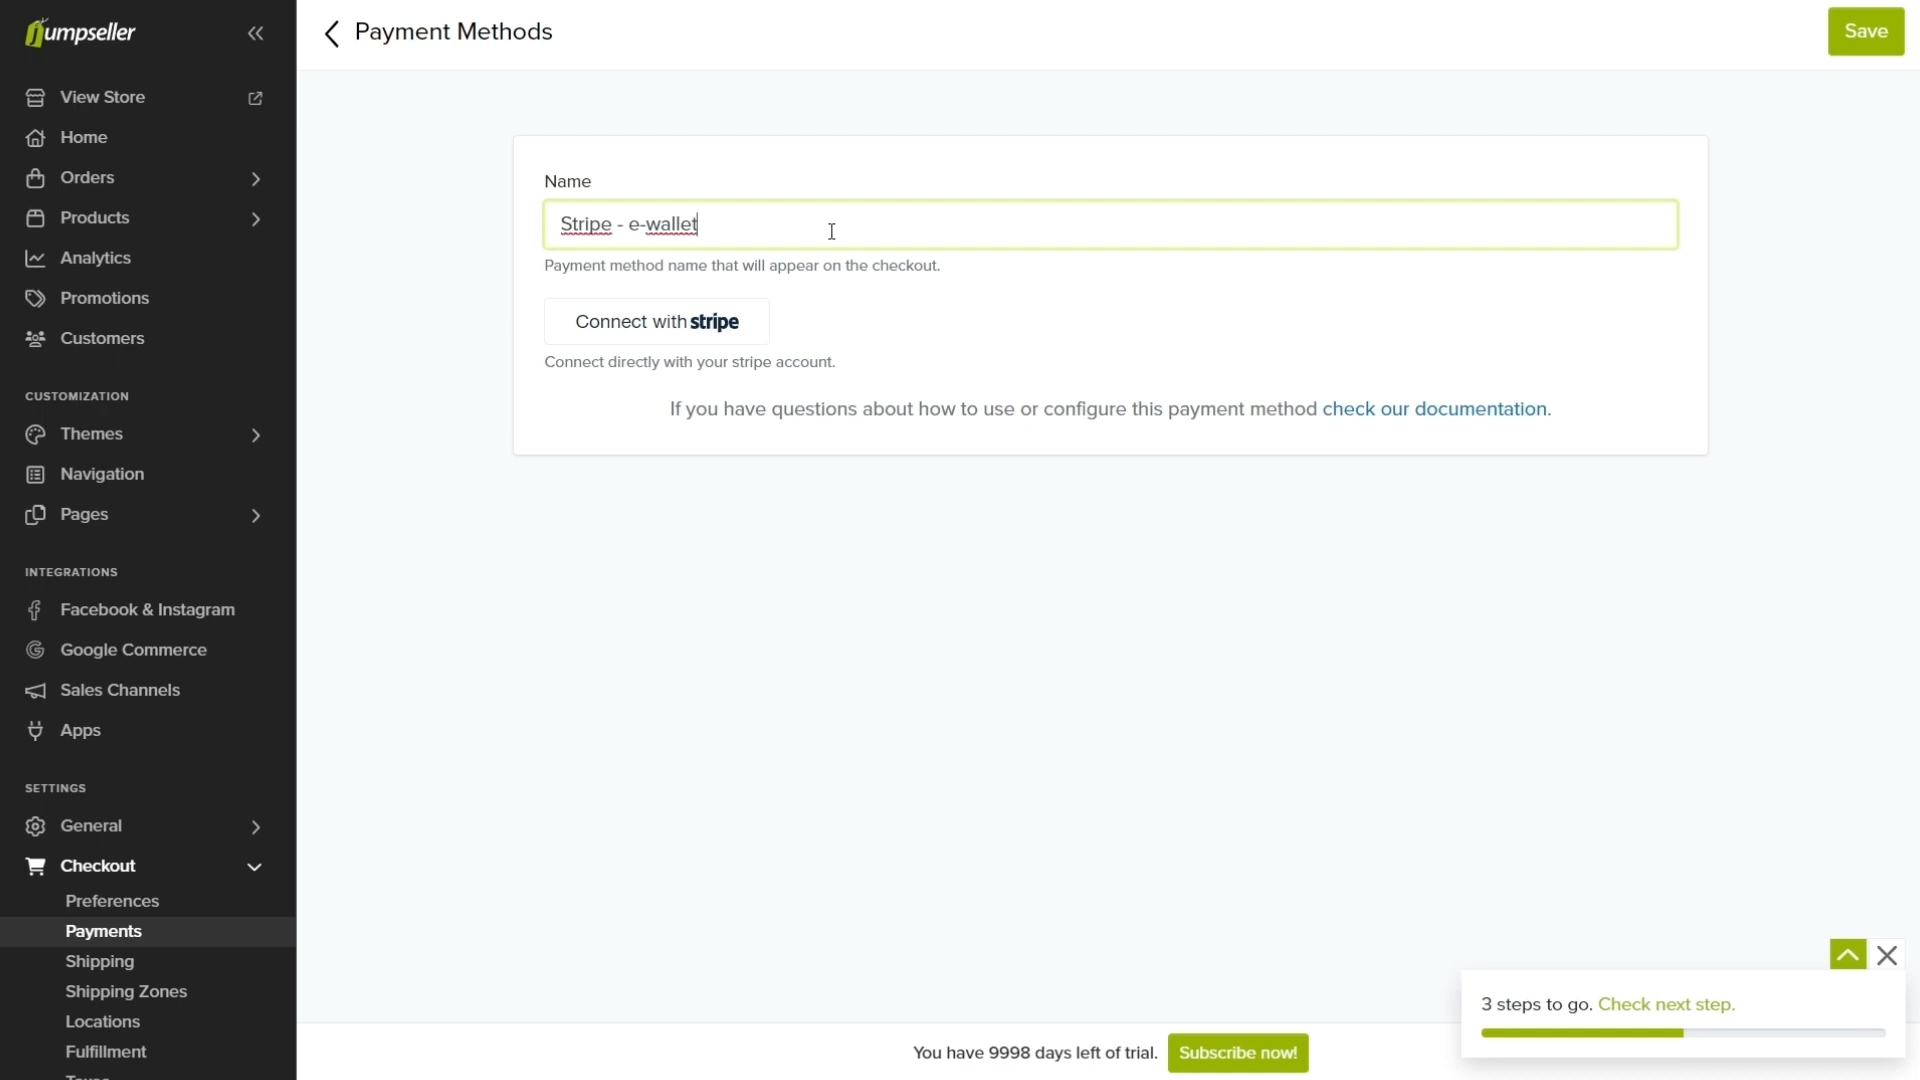 Jumpseller
View Store
Home
Orders
Products
Analytics
Promotions
Customers
CUSTOMIZATION
Themes
Navigation
Pages
INTEGRATIONS
Facebook & Instagram
Google Commerce
Sales Channels
Apps
SETTINGS
General
Checkout
Preferences
Payments
Shipping
Shipping Zones
Locations
Fulfillment
Taxes
Payment Methods
Save
Name
Stripe - e-wallet
Payment method name that will appear on the checkout.
Connect with stripe
Connect directly with your stripe account.
If you have questions about how to use or configure this payment method check our documentation.
3 steps to go. Check next step.
You have 9998 days left of trial. Subscribe now!